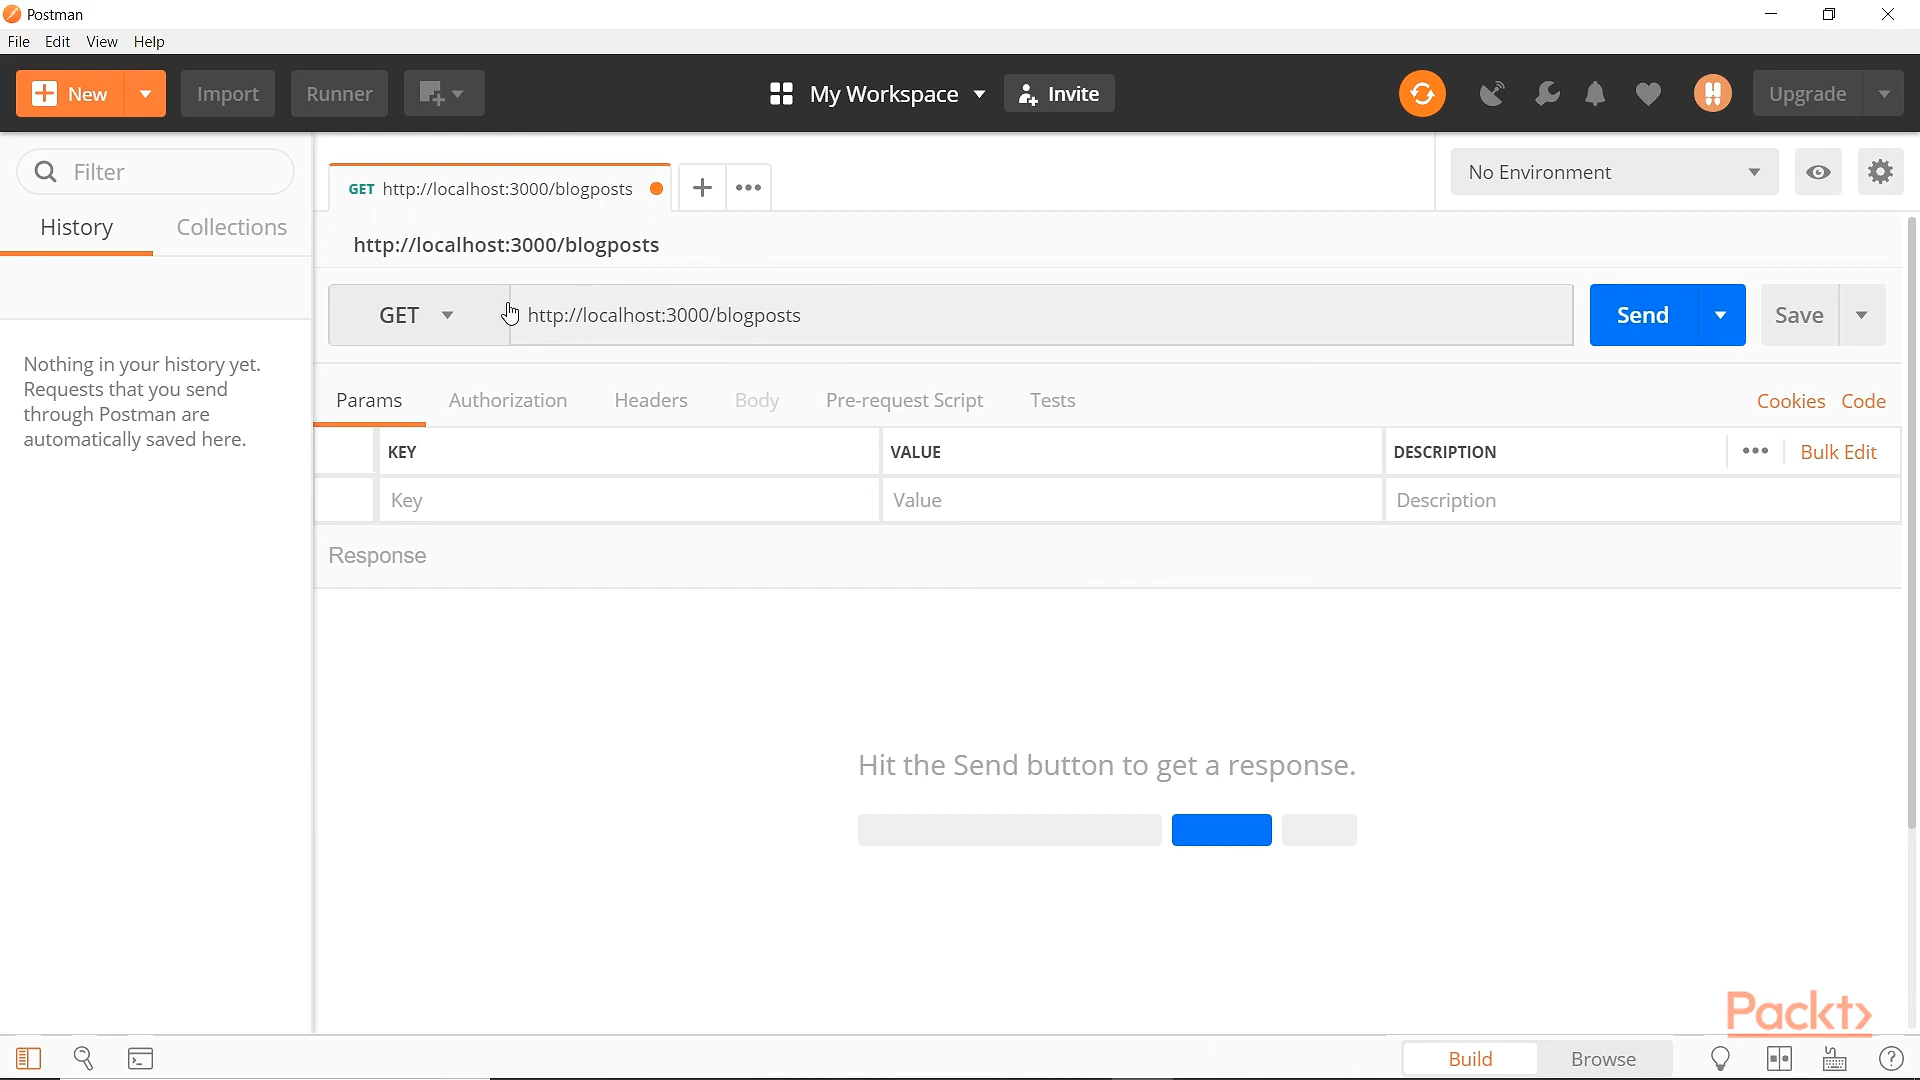 Postman
File Edit View Help
New Import Runner My Workspace Invite Upgrade
Filter
History Collections
Nothing in your history yet.
Requests that you send
through Postman are
automatically saved here.
GET http://localhost:3000/blogposts
No Environment
http://localhost:3000/blogposts
GET http://localhost:3000/blogposts Send Save
Params Authorization Headers Body Pre-request Script Tests Cookies Code
KEY VALUE DESCRIPTION Bulk Edit
Key Value Description
Response
Hit the Send button to get a response.
Packt>
Build Browse